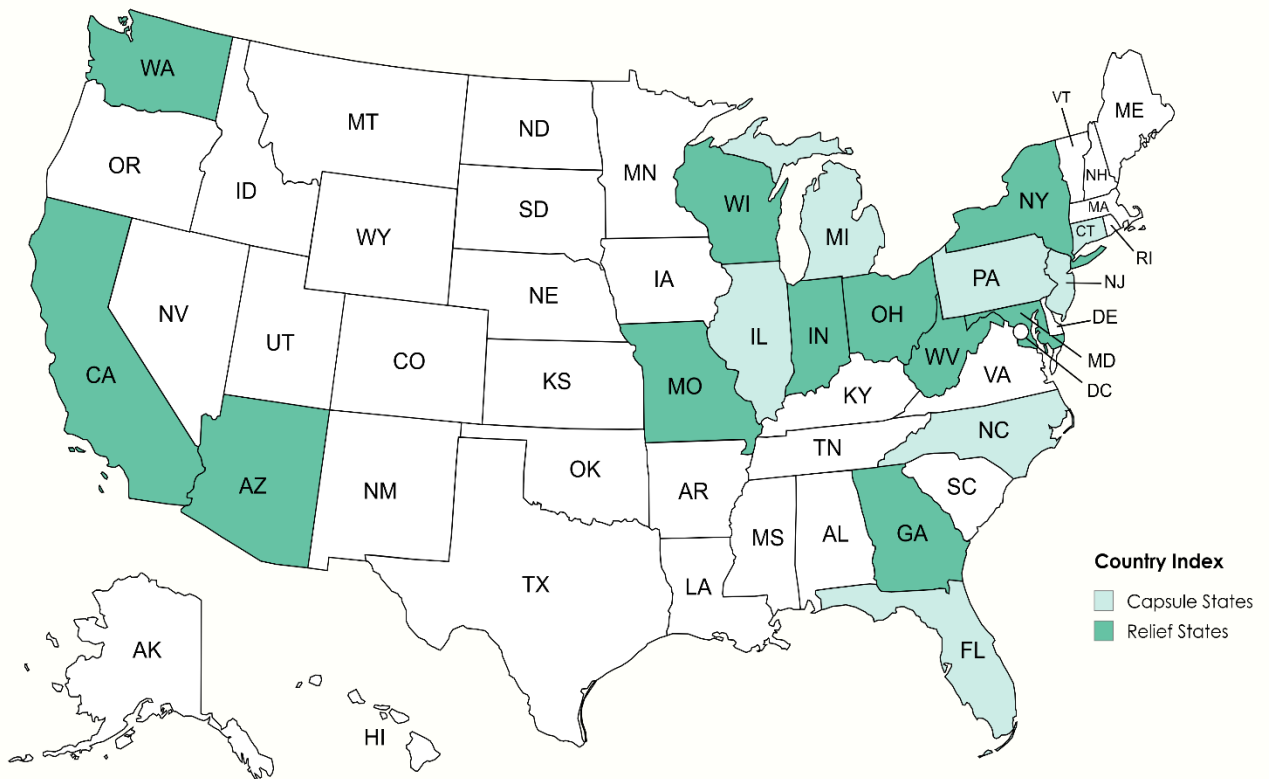 WA
MT
ND
MN
VT
ME
OR
ID
SD
WI
NH
NY
MA
WY
MI
CT
RI
IA
PA
NJ
NE
NV
OH
DE
UT
IL
IN
CO
WV
MD
CA
KS
VA
DC
MO
KY
NC
TN
OK
AZ
NM
AR
SC
MS
AL
GA
Country Index
TX
LA
Capsule States
Relief States
AK
FL
HI